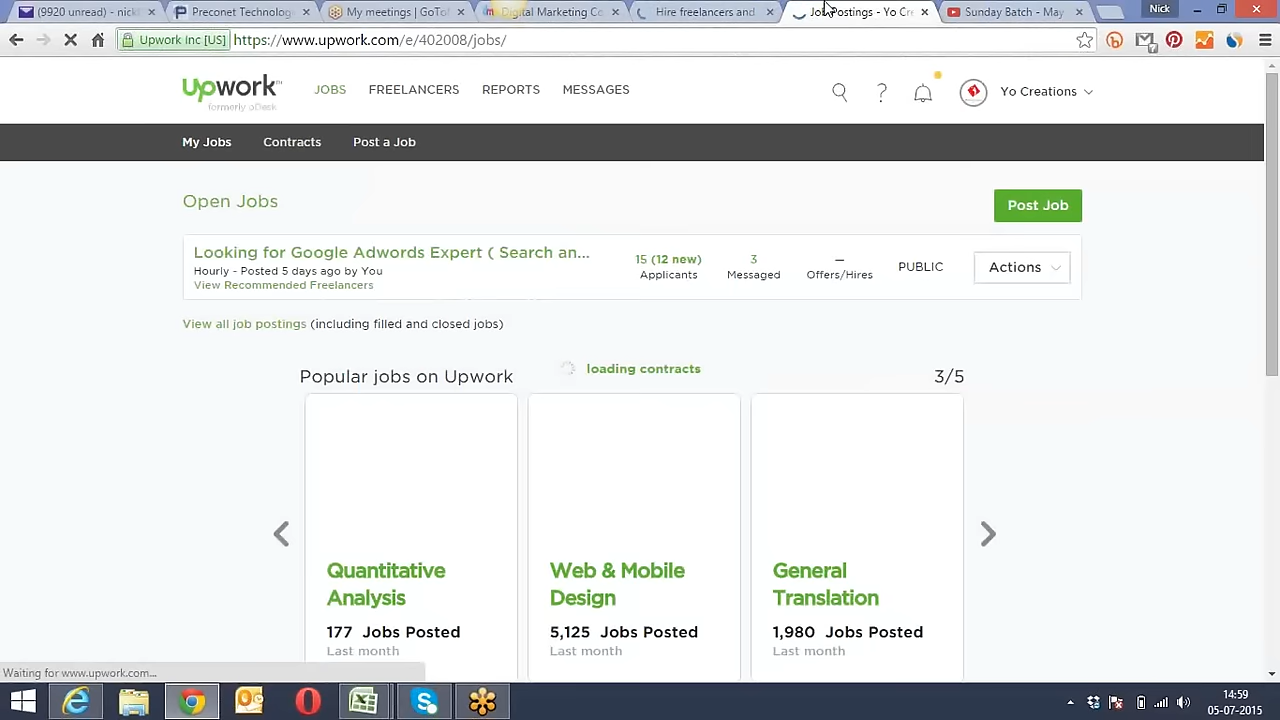 (9920 unread) - nick
Preconet Technolog
My meetings | GoTo
Digital Marketing Ce
Hire freelancers and
Job Postings - Yo Cre
Sunday Batch - May
Nick
Upwork Inc [US]
https://www.upwork.com/e/402008/jobs/
Upwork
formerly oDesk
JOBS
FREELANCERS
REPORTS
MESSAGES
?
Yo Creations
My Jobs
Contracts
Post a Job
Open Jobs
Post Job
Looking for Google Adwords Expert ( Search an...
Hourly - Posted 5 days ago by You
View Recommended Freelancers
15 (12 new)
Applicants
3
Messaged
—
Offers/Hires
PUBLIC
Actions
View all job postings (including filled and closed jobs)
loading contracts
Popular jobs on Upwork
3/5
Quantitative
Analysis
177 Jobs Posted
Last month
Web & Mobile
Design
5,125 Jobs Posted
Last month
General
Translation
1,980 Jobs Posted
Last month
Waiting for www.upwork.com...
14:59
05-07-2015